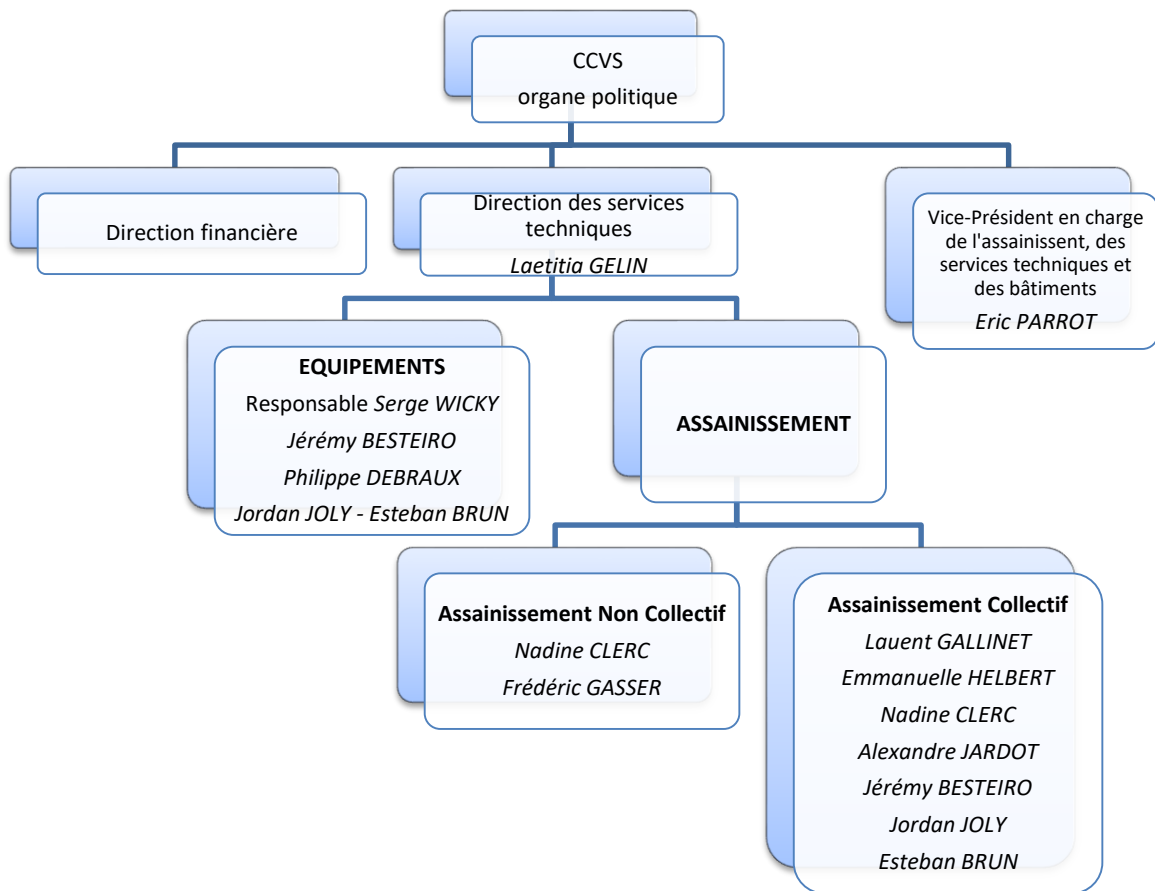 CCVS
organe politique
Direction financière
Direction des services
techniques
Laetitia GELIN
Vice-Président en charge
de l'assainissent, des
services techniques et
des bâtiments
Eric PARROT
EQUIPEMENTS
Responsable Serge WICKY
Jérémy BESTEIRO
Philippe DEBRAUX
Jordan JOLY - Esteban BRUN
ASSAINISSEMENT
Assainissement Non Collectif
Nadine CLERC
Frédéric GASSER
Assainissement Collectif
Lauent GALLINET
Emmanuelle HELBERT
Nadine CLERC
Alexandre JARDOT
Jérémy BESTEIRO
Jordan JOLY
Esteban BRUN